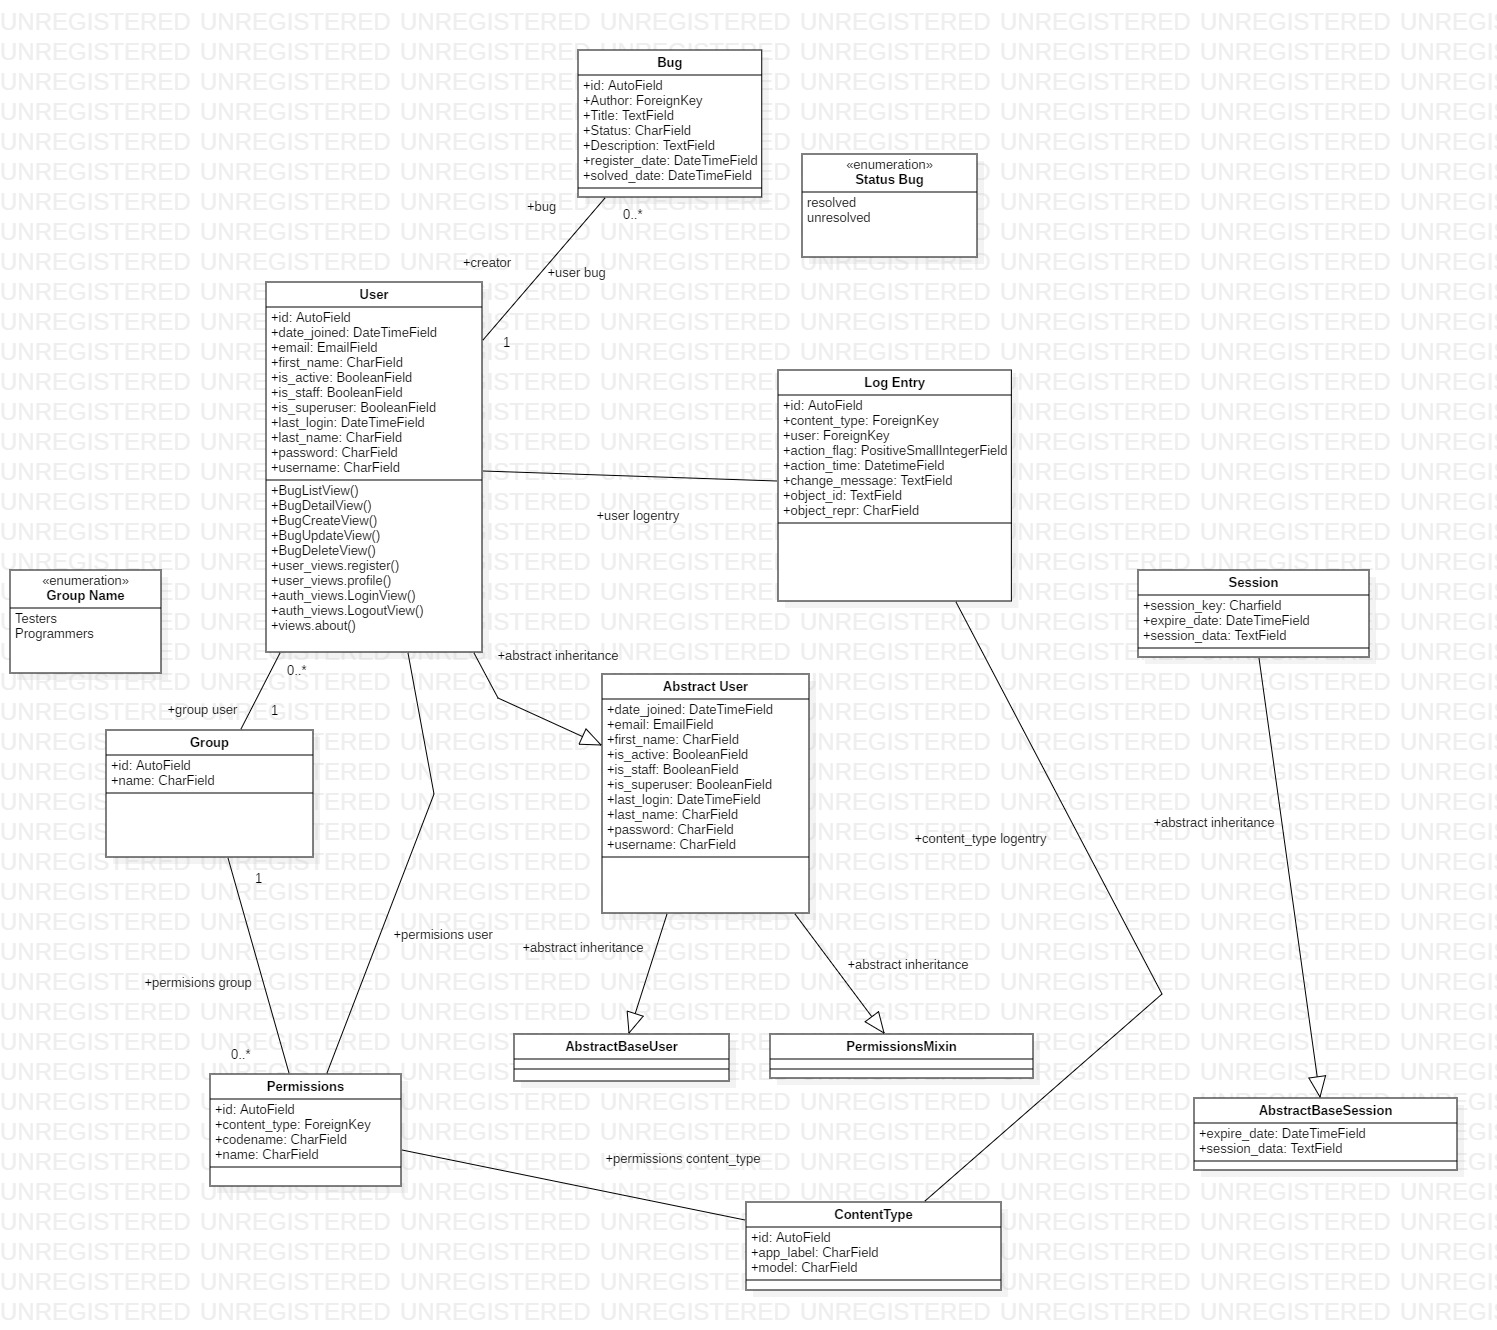 UNREGISTERED
Bug
+id: AutoField
+Author: ForeignKey
+Title: TextField
+Status: CharField
+Description: TextField
+register_date: DateTimeField
+solved_date: DateTimeField
«enumeration»
Status Bug
resolved
unresolved
+bug
0..*
+creator
+user bug
1
User
+id: AutoField
+date_joined: DateTimeField
+email: EmailField
+first_name: CharField
+is_active: BooleanField
+is_staff: BooleanField
+is_superuser: BooleanField
+last_login: DateTimeField
+last_name: CharField
+password: CharField
+username: CharField
+BugListView()
+BugDetailView()
+BugCreateView()
+BugUpdateView()
+BugDeleteView()
+user_views.register()
+user_views.profile()
+auth_views.LoginView()
+auth_views.LogoutView()
+views.about()
Log Entry
+id: AutoField
+content_type: ForeignKey
+user: ForeignKey
+action_flag: PositiveSmallIntegerField
+action_time: DatetimeField
+change_message: TextField
+object_id: TextField
+object_repr: CharField
+user logentry
«enumeration»
Group Name
Testers
Programmers
Session
+session_key: Charfield
+expire_date: DateTimeField
+session_data: TextField
0..*
+group user
1
+abstract inheritance
Group
+id: AutoField
+name: CharField
Abstract User
+date_joined: DateTimeField
+email: EmailField
+first_name: CharField
+is_active: BooleanField
+is_staff: BooleanField
+is_superuser: BooleanField
+last_login: DateTimeField
+last_name: CharField
+password: CharField
+username: CharField
+content_type logentry
+abstract inheritance
1
+permisions user
+permisions group
0..*
+abstract inheritance
+abstract inheritance
AbstractBaseUser
PermissionsMixin
Permissions
+id: AutoField
+content_type: ForeignKey
+codename: CharField
+name: CharField
AbstractBaseSession
+expire_date: DateTimeField
+session_data: TextField
+permissions content_type
ContentType
+id: AutoField
+app_label: CharField
+model: CharField